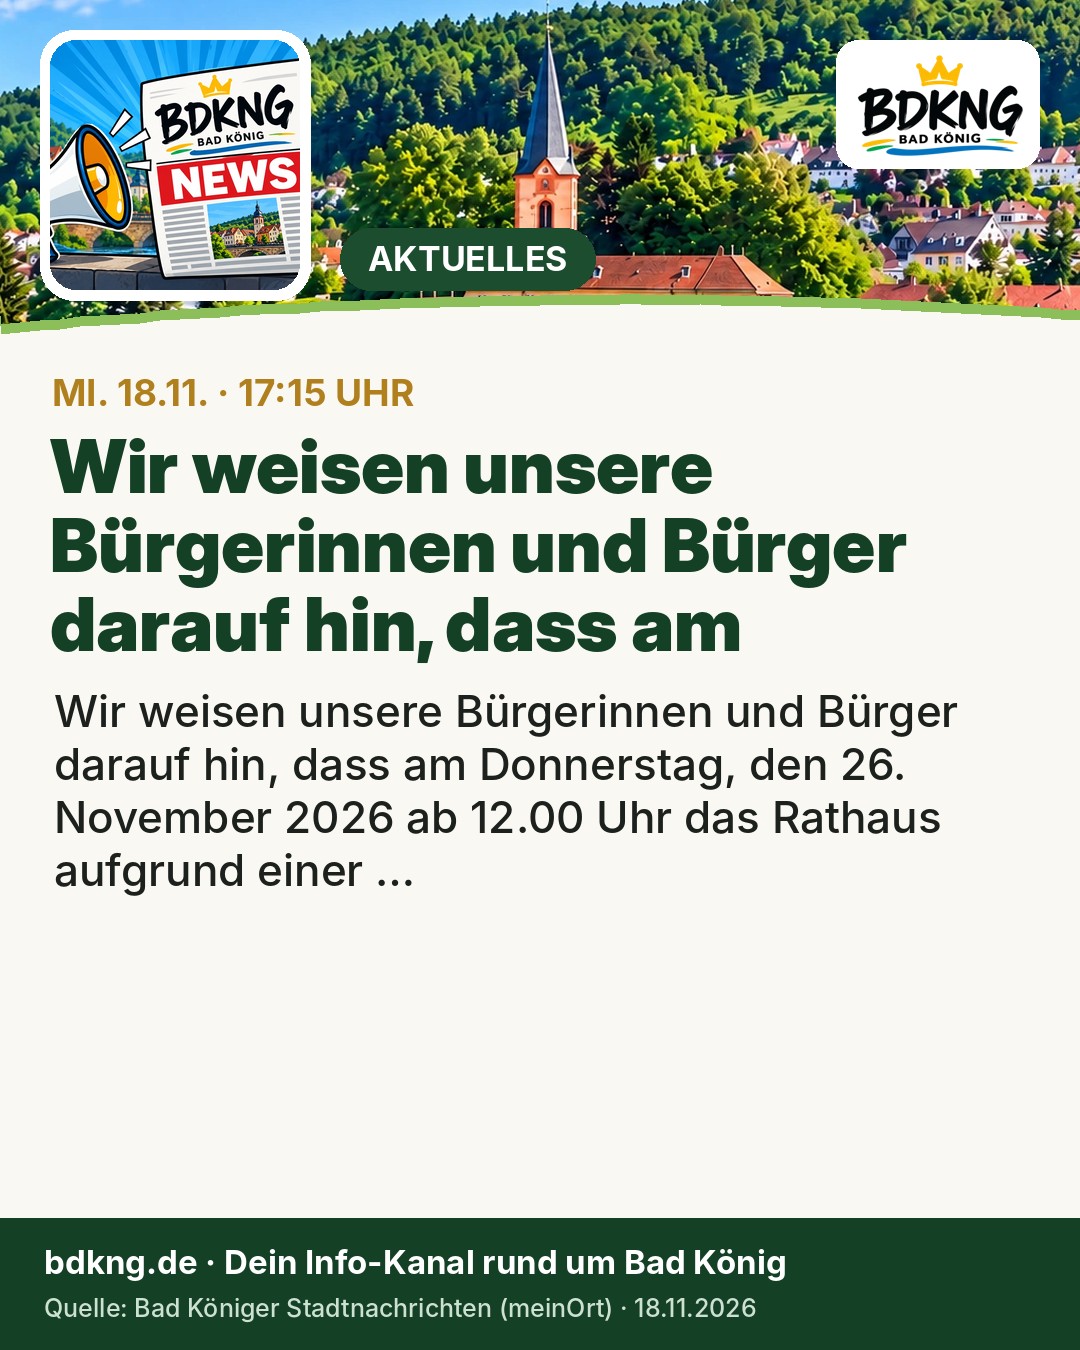 BDKNG
BAD KÖNIG
NEWS
BDKNG
BAD KÖNIG
AKTUELLES
MI. 18.11. · 17:15 UHR
Wir weisen unsere
Bürgerinnen und Bürger
darauf hin, dass am
Wir weisen unsere Bürgerinnen und Bürger
darauf hin, dass am Donnerstag, den 26.
November 2026 ab 12.00 Uhr das Rathaus
aufgrund einer ...
bdkng.de · Dein Info-Kanal rund um Bad König
Quelle: Bad Königer Stadtnachrichten (meinOrt) · 18.11.2026